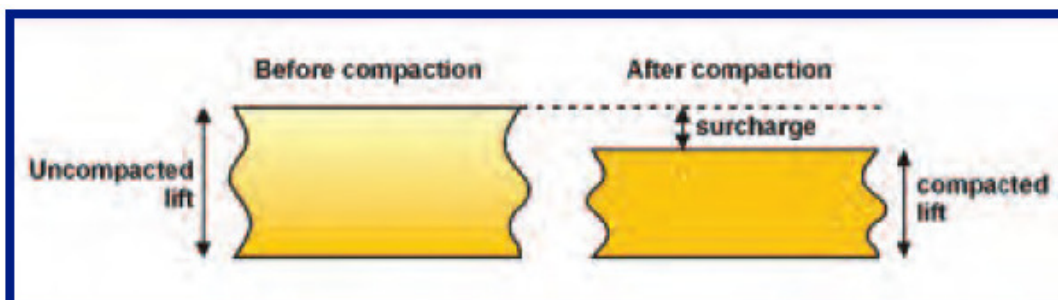 Before compaction
After compaction
surcharge
Uncompacted
lift
compacted
lift